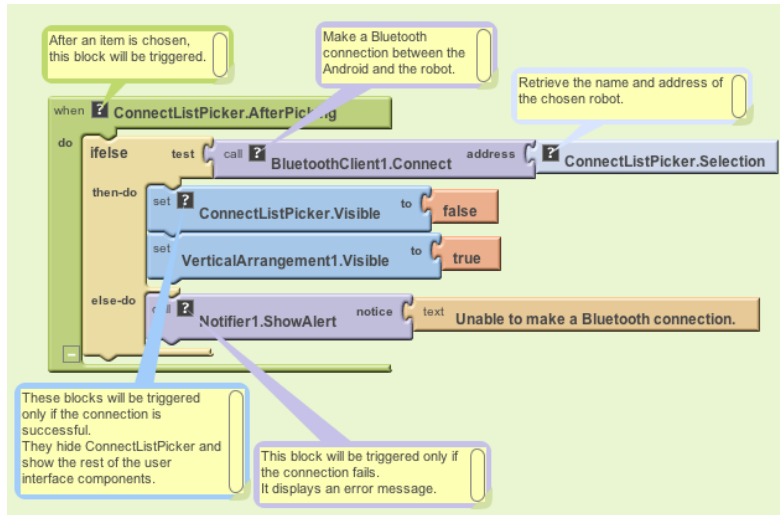 After an item is chosen,
this block will be triggered.
Make a Bluetooth
connection between the
Android and the robot.
Retrieve the name and address of
the chosen robot.
when ? ConnectListPicker.AfterPicking
do
ifelse test call ? BluetoothClient1.Connect address ? ConnectListPicker.Selection
then-do set ? ConnectListPicker.Visible to false
set VerticalArrangement1.Visible to true
else-do call ? Notifier1.ShowAlert notice text Unable to make a Bluetooth connection.
These blocks will be triggered
only if the connection is
successful.
They hide ConnectListPicker and
show the rest of the user
interface components.
This block will be triggered only if
the connection fails.
It displays an error message.